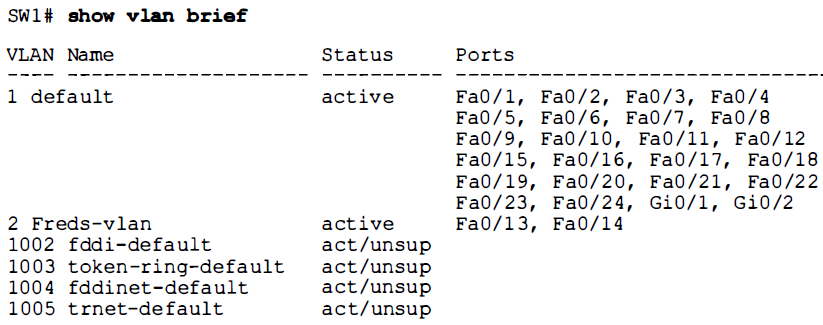 SW1# show vlan brief
VLAN Name Status Ports
---- -------------------- ---------- -------------------------------
1 default active Fa0/1, Fa0/2, Fa0/3, Fa0/4
Fa0/5, Fa0/6, Fa0/7, Fa0/8
Fa0/9, Fa0/10, Fa0/11, Fa0/12
Fa0/15, Fa0/16, Fa0/17, Fa0/18
Fa0/19, Fa0/20, Fa0/21, Fa0/22
Fa0/23, Fa0/24, Gi0/1, Gi0/2
2 Freds-vlan active Fa0/13, Fa0/14
1002 fddi-default act/unsup
1003 token-ring-default act/unsup
1004 fddinet-default act/unsup
1005 trnet-default act/unsup